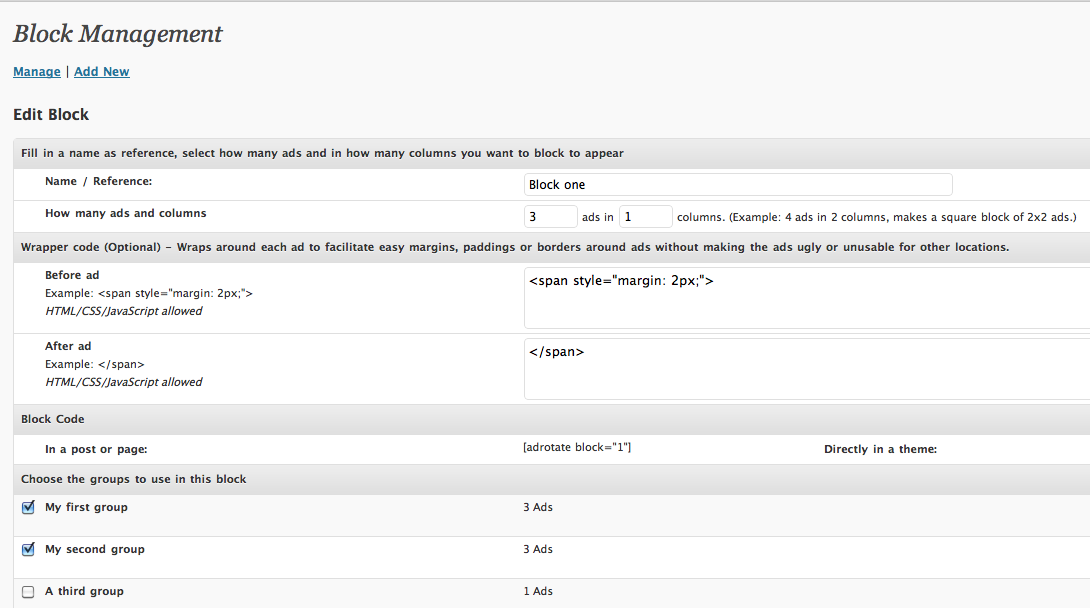 Block Management
Manage | Add New
Edit Block
Fill in a name as reference, select how many ads and in how many columns you want to block to appear
Name / Reference: Block one
How many ads and columns 3 ads in 1 columns. (Example: 4 ads in 2 columns, makes a square block of 2x2 ads.)
Wrapper code (Optional) – Wraps around each ad to facilitate easy margins, paddings or borders around ads without making the ads ugly or unusable for other locations.
Before ad
Example: <span style="margin: 2px;">
HTML/CSS/JavaScript allowed
<span style="margin: 2px;">
After ad
Example: </span>
HTML/CSS/JavaScript allowed
</span>
Block Code
In a post or page: [adrotate block="1"] Directly in a theme:
Choose the groups to use in this block
My first group 3 Ads
My second group 3 Ads
A third group 1 Ads